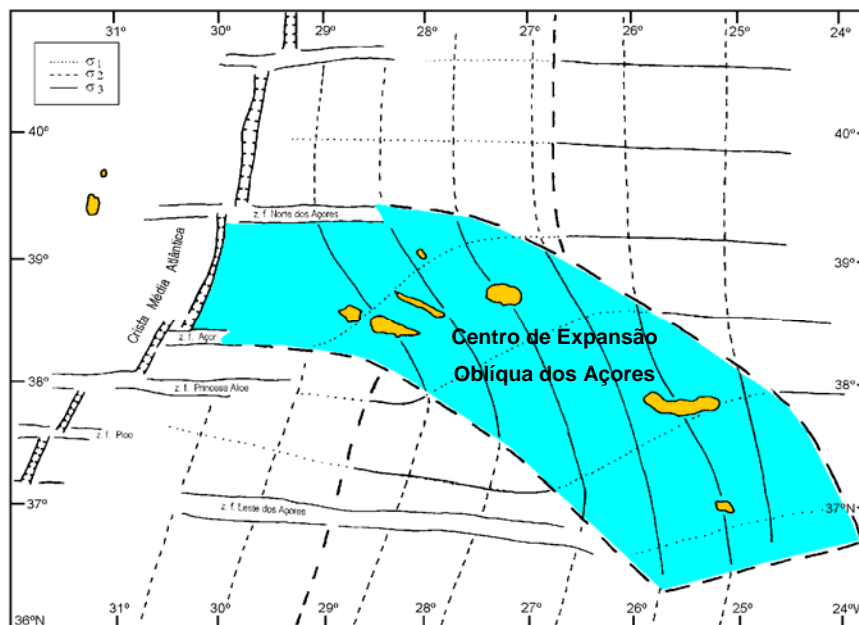 31º 30º 29º 28º 27º 26º 25º 24º
σ1
σ2
σ3
40º
z. f. Norte dos Açores
39º
39º
Crista Média Atlântica
z. f. Açor
Centro de Expansão
Oblíqua dos Açores
38º
38º
z. f. Princesa Alice
z. f. Pico
37º
37ºN
z. f. Leste dos Açores
36ºN
31º 30º 29º 28º 27º 26º 25º 24º